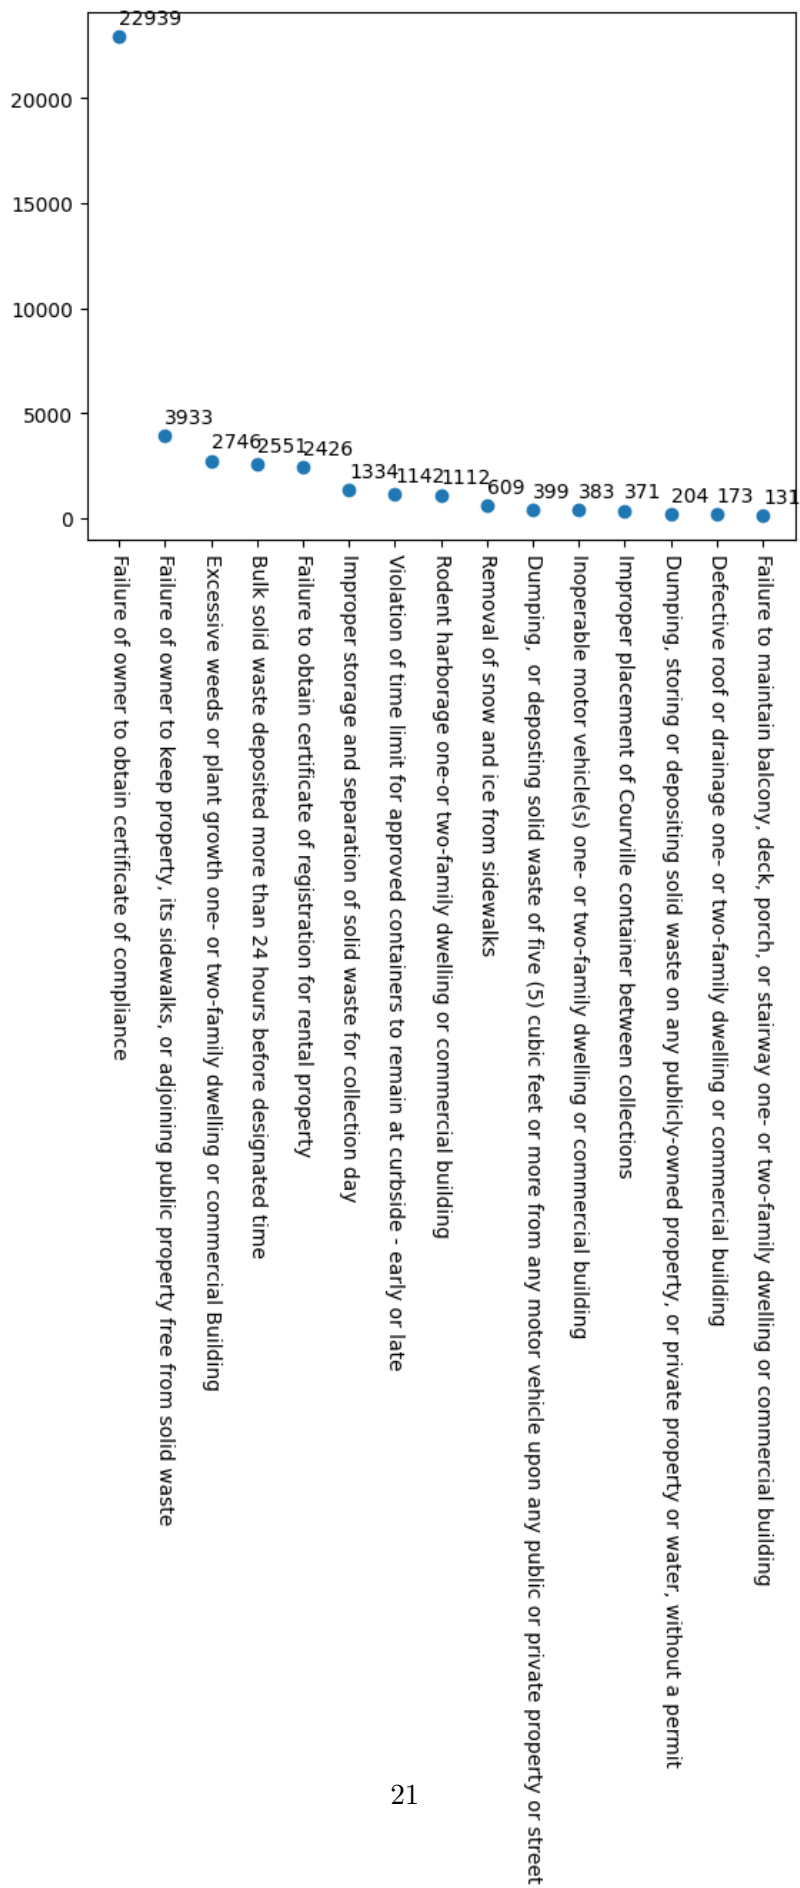 22939
20000
15000
10000
5000
0
3933
2746
2551
2426
1334
1142
1112
609
399
383
371
204
173
131
Failure of owner to obtain certificate of compliance
Failure of owner to keep property, its sidewalks, or adjoining public property free from solid waste
Excessive weeds or plant growth one- or two-family dwelling or commercial Building
Bulk solid waste deposited more than 24 hours before designated time
Failure to obtain certificate of registration for rental property
Improper storage and separation of solid waste for collection day
Violation of time limit for approved containers to remain at curbside - early or late
Rodent harborage one-or two-family dwelling or commercial building
Removal of snow and ice from sidewalks
Dumping,  or deposting solid waste of five (5) cubic feet or more from any motor vehicle upon any public or private property or street
Inoperable motor vehicle(s) one- or two-family dwelling or commercial building
Improper placement of Courville container between collections
Dumping, storing or depositing solid waste on any publicly-owned property, or private property or water, without a permit
Defective roof or drainage one- or two-family dwelling or commercial building
Failure to maintain balcony, deck, porch, or stairway one- or two-family dwelling or commercial building
21